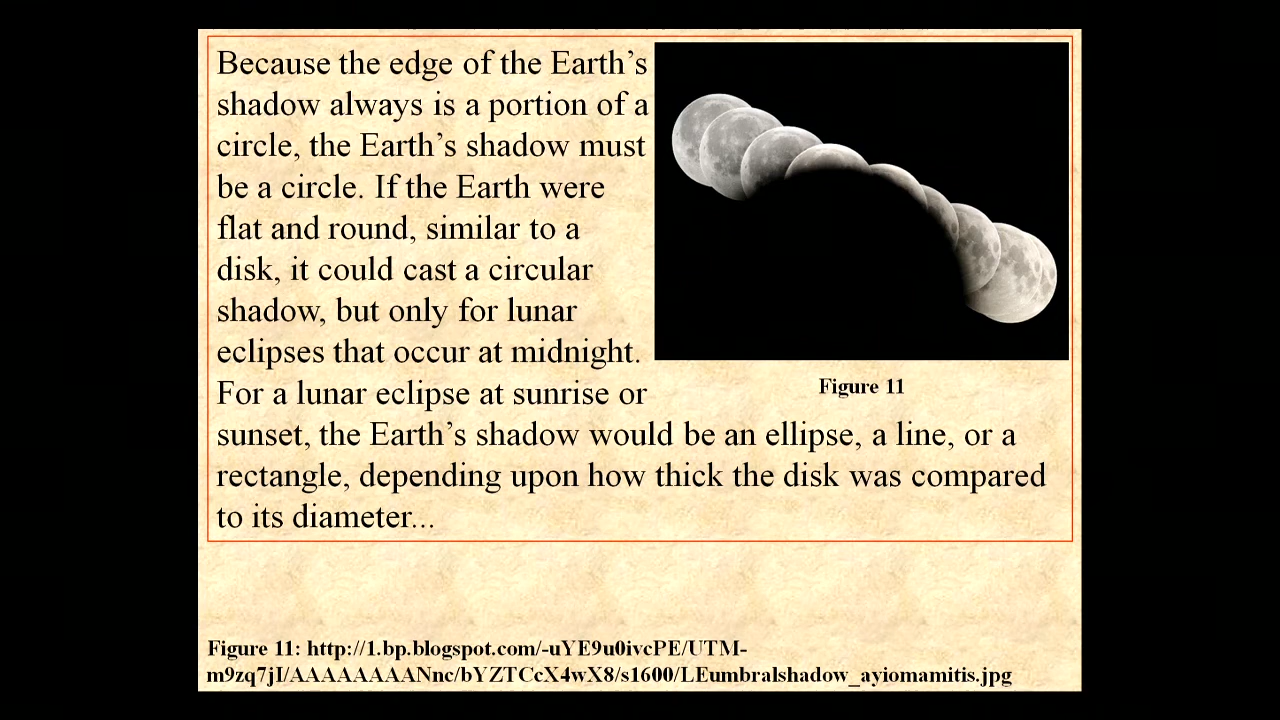 Because the edge of the Earth's
shadow always is a portion of a
circle, the Earth's shadow must
be a circle. If the Earth were
flat and round, similar to a
disk, it could cast a circular
shadow, but only for lunar
eclipses that occur at midnight.
For a lunar eclipse at sunrise or
sunset, the Earth's shadow would be an ellipse, a line, or a
rectangle, depending upon how thick the disk was compared
to its diameter...
Figure 11
Figure 11: http://1.bp.blogspot.com/-uYE9u0ivcPE/UTM-
m9zq7jI/AAAAAAAANnc/bYZTCcX4wX8/s1600/LEumbralshadow_ayiomamitis.jpg